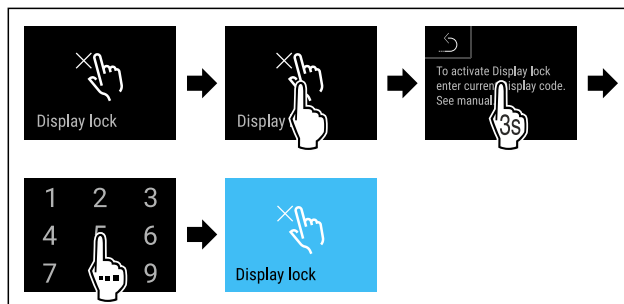 Display lock
Display
To activate Display lock
enter current Display code.
See manual
3s
1 2 3
4 5 6
7 9
Display lock